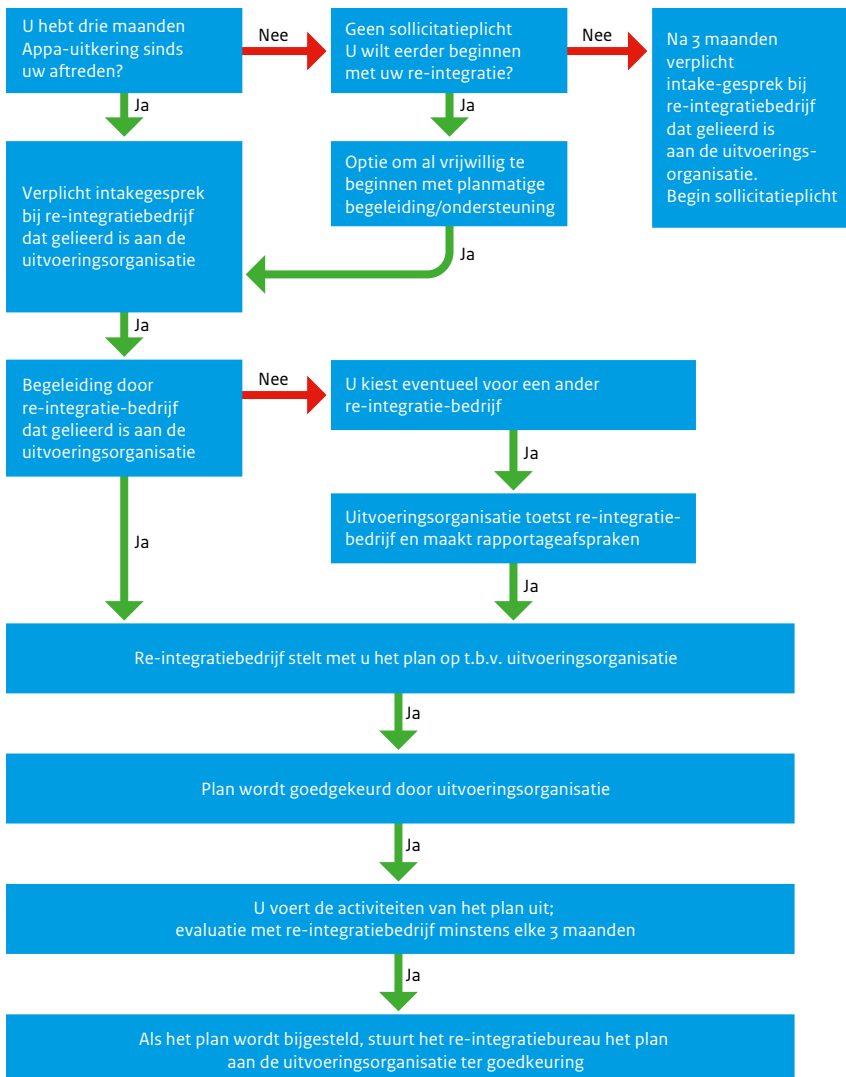 U hebt drie maanden
Appa-uitkering sinds
uw aftreden?
Nee
Geen sollicitatieplicht
U wilt eerder beginnen
met uw re-integratie?
Nee
Na 3 maanden
verplicht
intake-gesprek bij
re-integratiebedrijf
dat gelieerd is
aan de uitvoerings-
organisatie.
Begin sollicitatieplicht
Ja
Ja
Verplicht intakegesprek
bij re-integratiebedrijf
dat gelieerd is aan de
uitvoeringsorganisatie
Optie om al vrijwillig te
beginnen met planmatige
begeleiding/ondersteuning
Ja
Ja
Begeleiding door
re-integratie-bedrijf
dat gelieerd is aan de
uitvoeringsorganisatie
Nee
U kiest eventueel voor een ander
re-integratie-bedrijf
Ja
Uitvoeringsorganisatie toetst re-integratie-
bedrijf en maakt rapportageafspraken
Ja
Ja
Re-integratiebedrijf stelt met u het plan op t.b.v. uitvoeringsorganisatie
Ja
Plan wordt goedgekeurd door uitvoeringsorganisatie
Ja
U voert de activiteiten van het plan uit;
evaluatie met re-integratiebedrijf minstens elke 3 maanden
Ja
Als het plan wordt bijgesteld, stuurt het re-integratiebureau het plan
aan de uitvoeringsorganisatie ter goedkeuring